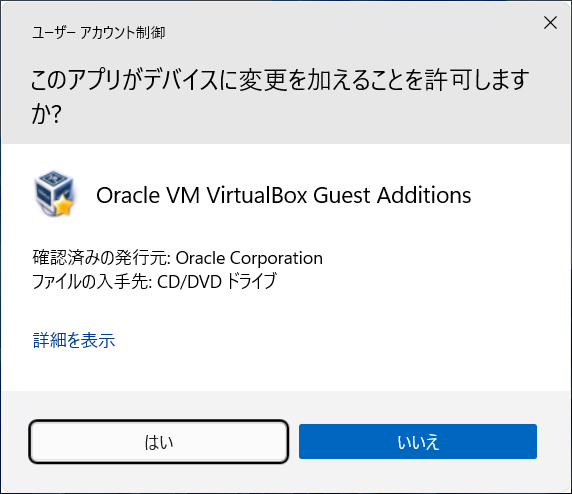 ユーザー アカウント制御
このアプリがデバイスに変更を加えることを許可します
か?
Oracle VM VirtualBox Guest Additions
確認済みの発行元: Oracle Corporation
ファイルの入手先: CD/DVD ドライブ
詳細を表示
はい
いいえ